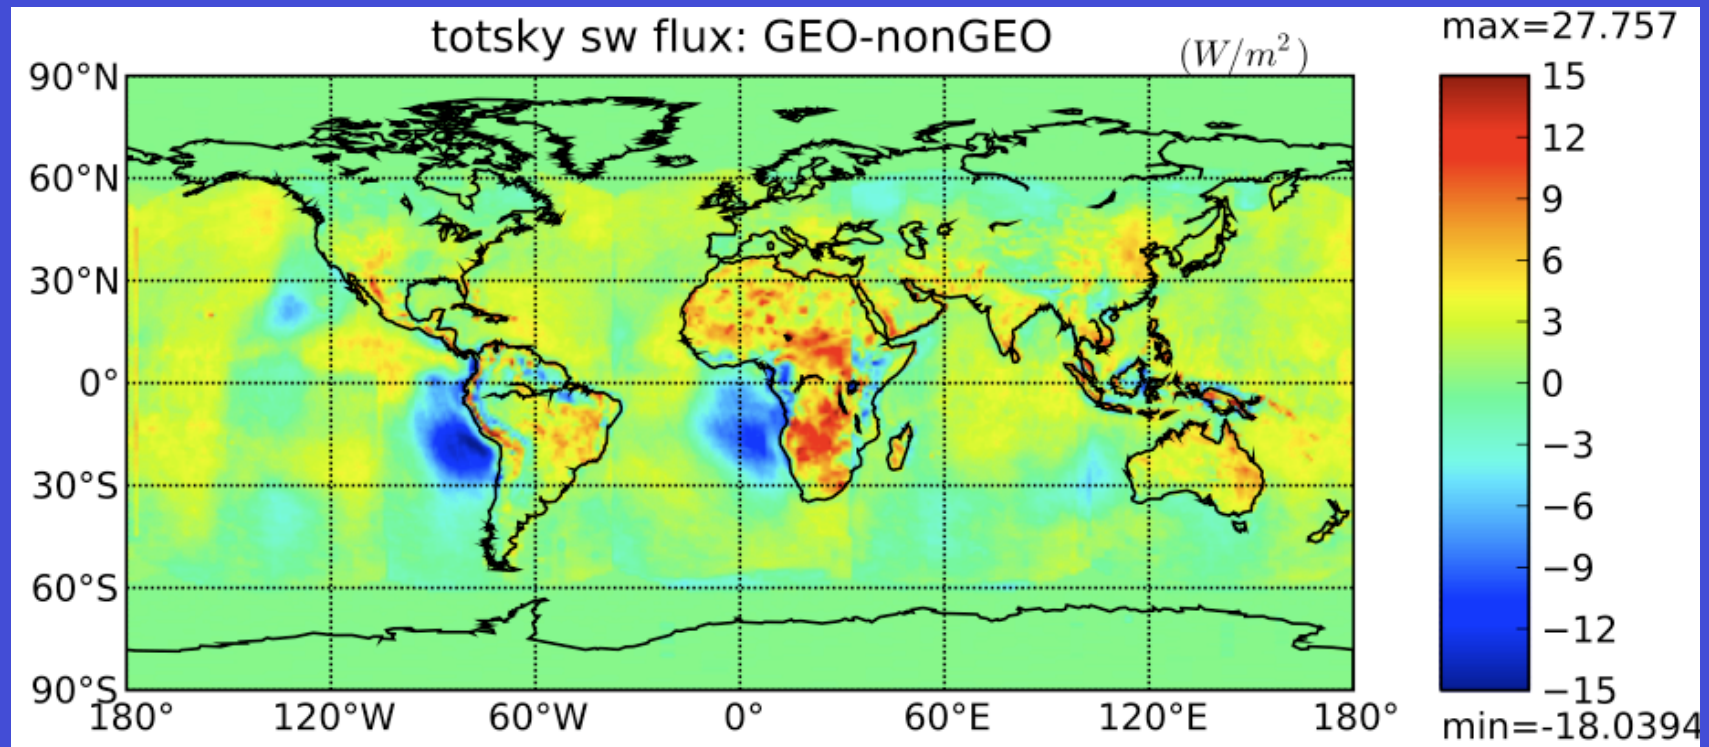 totsky sw flux: GEO-nonGEO
(W/m²)
max=27.757
90°N
60°N
30°N
0°
30°S
60°S
90°S
180°
120°W
60°W
0°
60°E
120°E
180°
15
12
9
6
3
0
−3
−6
−9
−12
−15
min=-18.0394